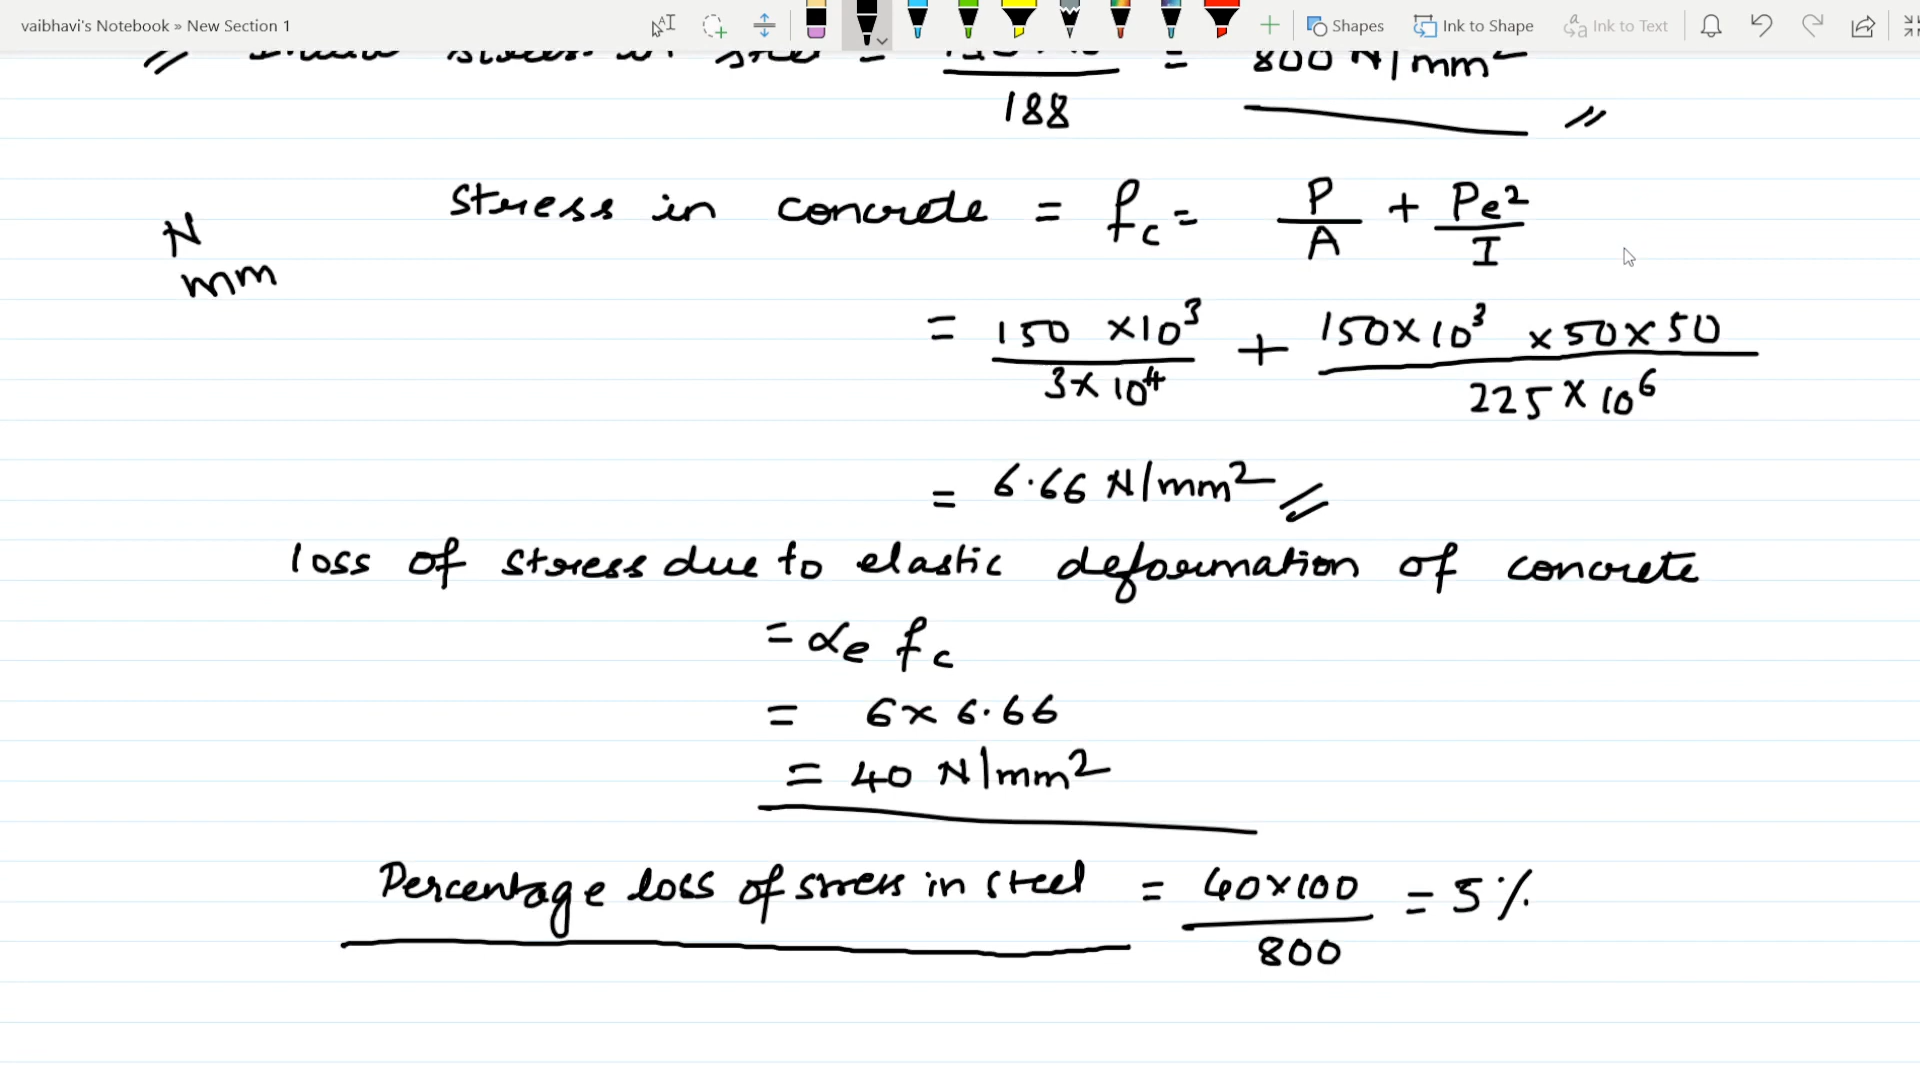 vaibhavi's Notebook » New Section 1
Shapes Ink to Shape Ink to Text
stress in steel = = 800 N/mm²
188
N
mm
stress in concrete = fc = P/A + Pe²/I
= 150 ×10³ / 3×10⁴ + 150×10³ ×50×50 / 225×10⁶
= 6.66 N/mm²
loss of stress due to elastic deformation of concrete
= αe fc
= 6×6.66
= 40 N/mm²
Percentage loss of stress in steel = 40×100 / 800 = 5%